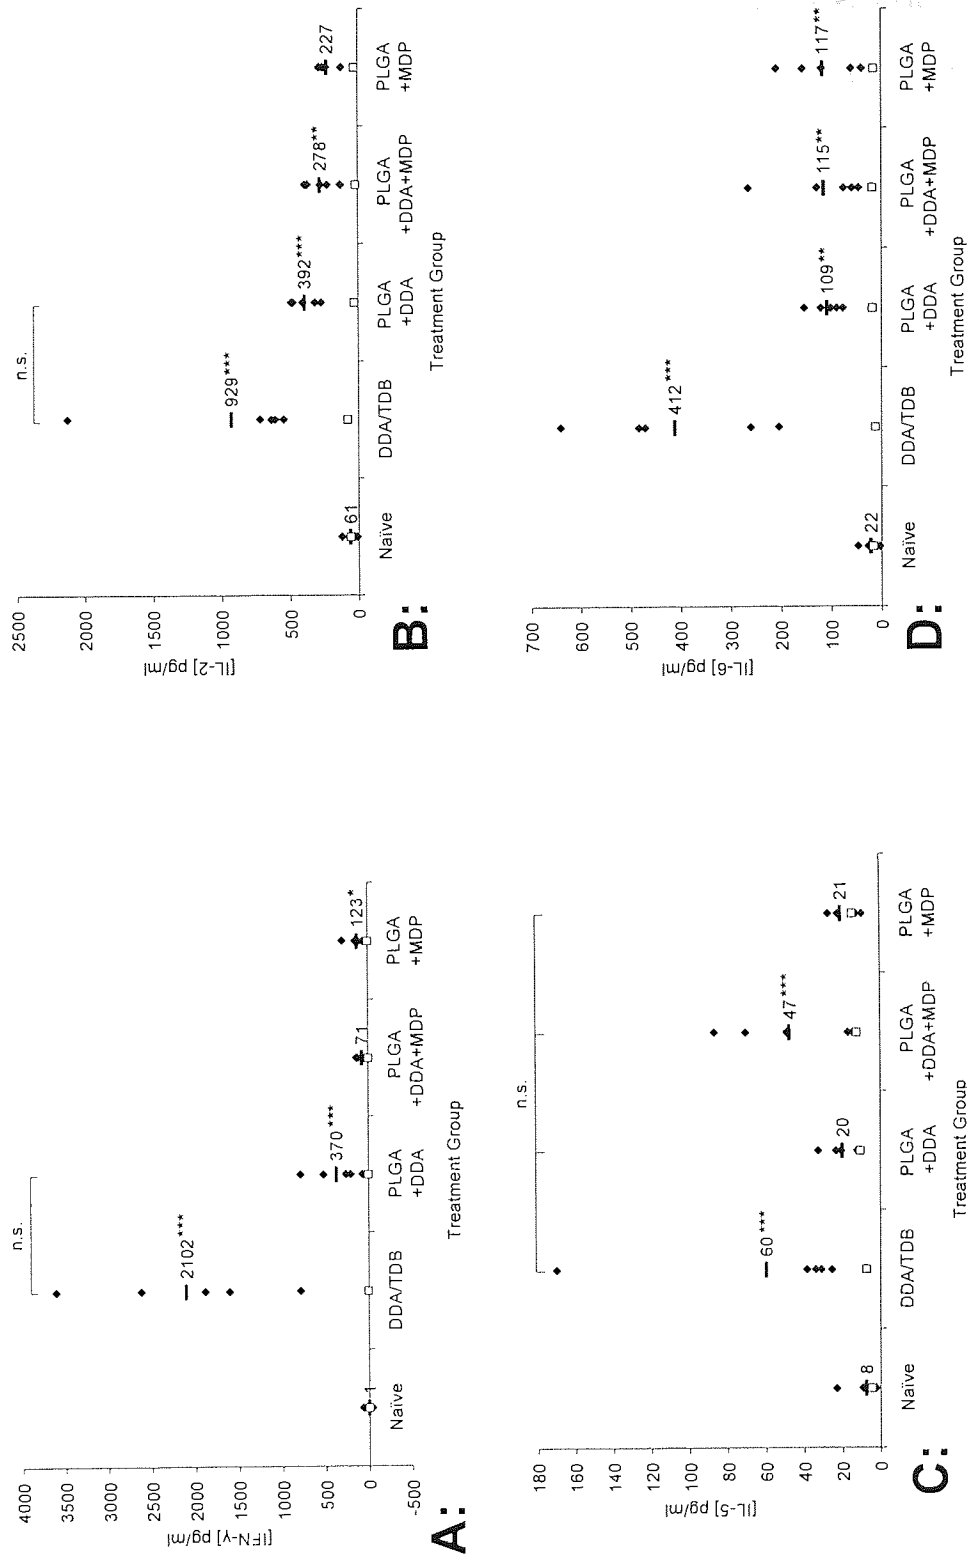 A:
[IFN-γ] pg/ml
4000
3500
3000
2500
2000
1500
1000
500
0
-500
n.s.
1
2102***
370***
71
123*
Naïve
DDA/TDB
PLGA
+DDA
PLGA
+DDA+MDP
PLGA
+MDP
Treatment Group
B:
[IL-2] pg/ml
2500
2000
1500
1000
500
0
n.s.
61
929***
392***
278**
227
Naïve
DDA/TDB
PLGA
+DDA
PLGA
+DDA+MDP
PLGA
+MDP
Treatment Group
C:
[IL-5] pg/ml
180
160
140
120
100
80
60
40
20
0
n.s.
8
60***
20
47***
21
Naïve
DDA/TDB
PLGA
+DDA
PLGA
+DDA+MDP
PLGA
+MDP
Treatment Group
D:
[IL-6] pg/ml
700
600
500
400
300
200
100
0
22
412***
109**
115**
117**
Naïve
DDA/TDB
PLGA
+DDA
PLGA
+DDA+MDP
PLGA
+MDP
Treatment Group